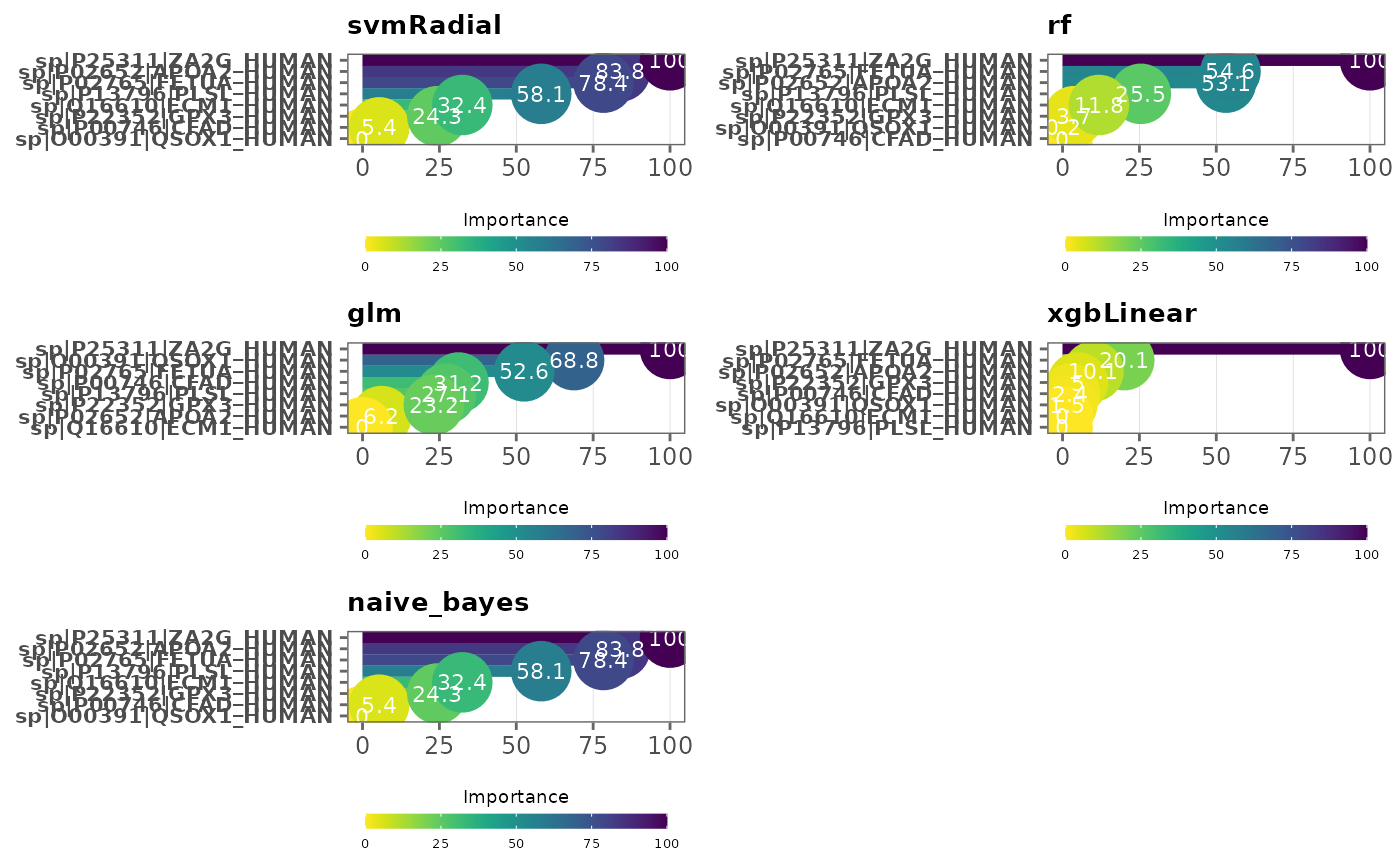 svmRadial
sp|P25311|ZA2G_HUMAN 100
sp|P02652|APOA2_HUMAN 83.8
sp|P02765|FETUA_HUMAN 78.4
sp|P13796|PLSL_HUMAN 58.1
sp|Q16610|ECM1_HUMAN 32.4
sp|P22352|GPX3_HUMAN 24.3
sp|P00746|CFAD_HUMAN 5.4
sp|O00391|QSOX1_HUMAN 0
0 25 50 75 100
Importance
0 25 50 75 100
rf
sp|P25311|ZA2G_HUMAN 100
sp|P02765|FETUA_HUMAN 54.6
sp|P02652|APOA2_HUMAN 53.1
sp|P13796|PLSL_HUMAN 25.5
sp|Q16610|ECM1_HUMAN 11.8
sp|P22352|GPX3_HUMAN 3.7
sp|O00391|QSOX1_HUMAN 0.2
sp|P00746|CFAD_HUMAN 0
0 25 50 75 100
Importance
0 25 50 75 100
glm
sp|P25311|ZA2G_HUMAN 100
sp|O00391|QSOX1_HUMAN 68.8
sp|P02765|FETUA_HUMAN 52.6
sp|P00746|CFAD_HUMAN 31.2
sp|P13796|PLSL_HUMAN 27.1
sp|P22352|GPX3_HUMAN 23.2
sp|P02652|APOA2_HUMAN 6.2
sp|Q16610|ECM1_HUMAN 0
0 25 50 75 100
Importance
0 25 50 75 100
xgbLinear
sp|P25311|ZA2G_HUMAN 100
sp|P02765|FETUA_HUMAN 20.1
sp|P02652|APOA2_HUMAN 10.1
sp|P22352|GPX3_HUMAN 5
sp|P00746|CFAD_HUMAN 2.4
sp|O00391|QSOX1_HUMAN 1.5
sp|Q16610|ECM1_HUMAN 0
sp|P13796|PLSL_HUMAN 0
0 25 50 75 100
Importance
0 25 50 75 100
naive_bayes
sp|P25311|ZA2G_HUMAN 100
sp|P02652|APOA2_HUMAN 83.8
sp|P02765|FETUA_HUMAN 78.4
sp|P13796|PLSL_HUMAN 58.1
sp|Q16610|ECM1_HUMAN 32.4
sp|P22352|GPX3_HUMAN 24.3
sp|P00746|CFAD_HUMAN 5.4
sp|O00391|QSOX1_HUMAN 0
0 25 50 75 100
Importance
0 25 50 75 100